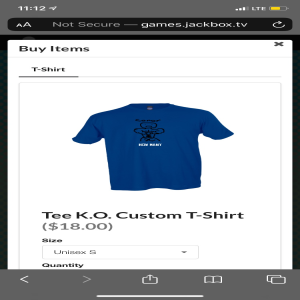 11:12
LTE
AA
Not Secure — games.jackbox.tv
Buy Items
×
T-Shirt
Tee K.O. Custom T-Shirt
($18.00)
Size
Unisex S
Quantity